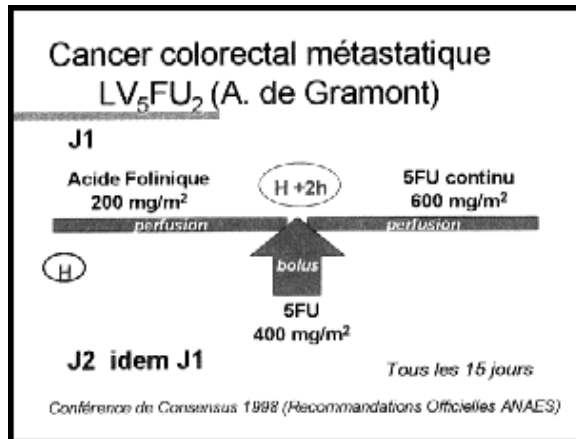 Cancer colorectal métastatique
LV5FU2 (A. de Gramont)
J1
Acide Folinique
200 mg/m²
H +2h
5FU continu
600 mg/m²
perfusion
perfusion
H
bolus
5FU
400 mg/m²
J2 idem J1
Tous les 15 jours
Conférence de Consensus 1998 (Recommandations Officielles ANAES)